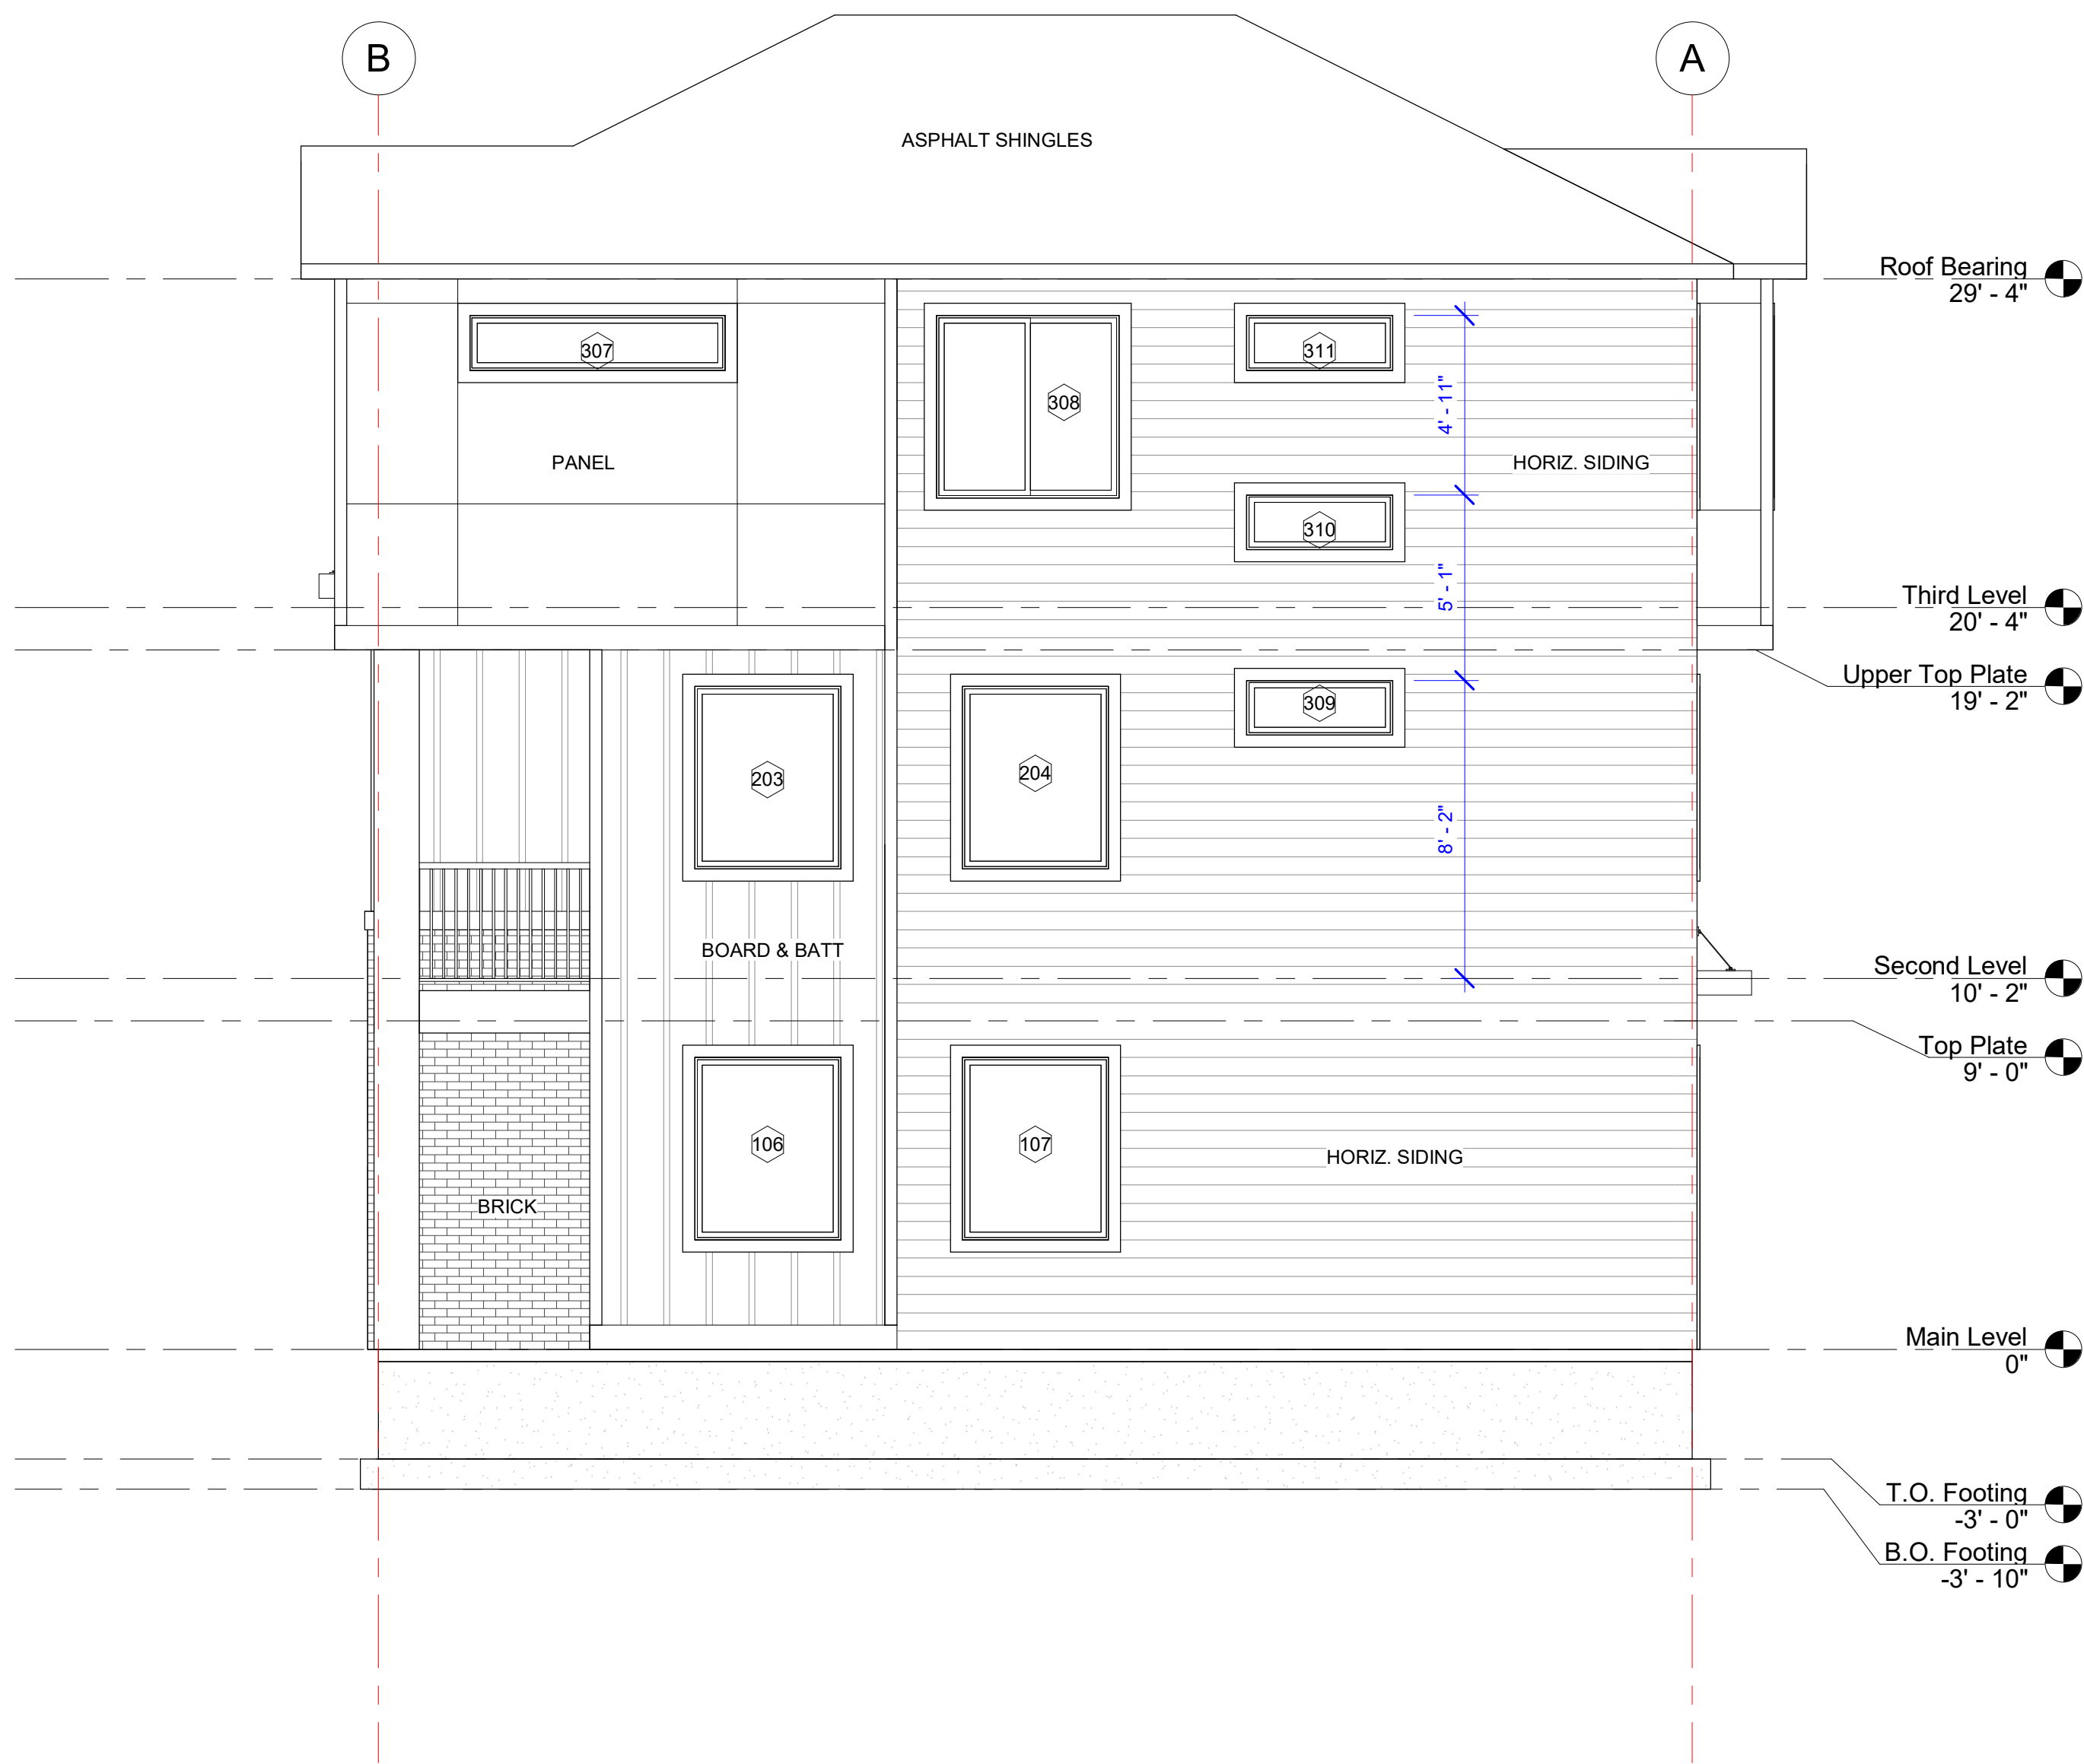 B
A
ASPHALT SHINGLES
Roof Bearing
29' - 4"
307
311
308
4' - 11"
PANEL
HORIZ. SIDING
310
5' - 1"
Third Level
20' - 4"
Upper Top Plate
19' - 2"
309
203
204
8' - 2"
BOARD & BATT
Second Level
10' - 2"
Top Plate
9' - 0"
106
107
HORIZ. SIDING
BRICK
Main Level
0"
T.O. Footing
-3' - 0"
B.O. Footing
-3' - 10"